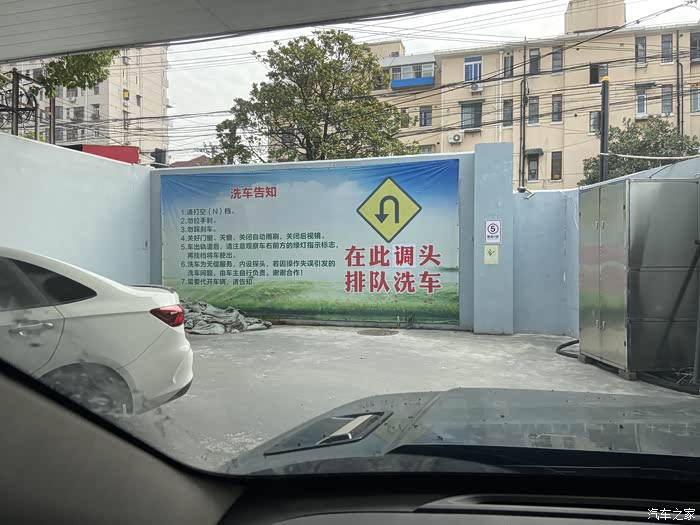 洗车告知
1.请打空（N）档。
2.勿拉手刹。
3.勿踩刹车。
4.关好门窗、天窗、关闭自动雨刷、关闭后视镜。
5.车出轨道后，请注意观察车右前方的绿灯指示标志，
再挂档将车驶出。
6.洗车为无偿服务，内设探头，若因操作失误引发的
洗车问题，由车主自行负责。谢谢合作！
7.需要代开车辆，请告知。
在此调头
排队洗车
5
汽车之家